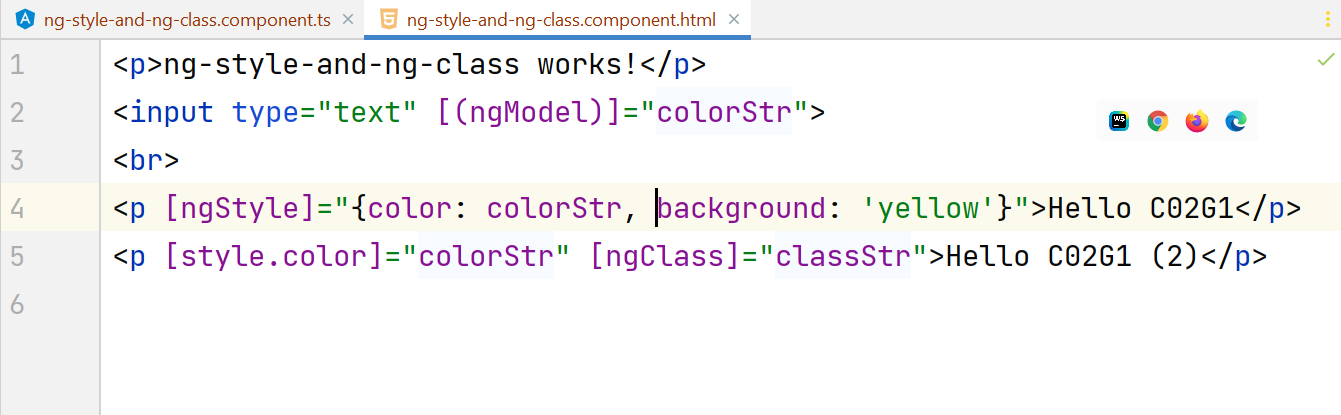 ng-style-and-ng-class.component.ts ng-style-and-ng-class.component.html
1 <p>ng-style-and-ng-class works!</p>
2 <input type="text" [(ngModel)]="colorStr">
3 <br>
4 <p [ngStyle]="{color: colorStr, background: 'yellow'}">Hello C02G1</p>
5 <p [style.color]="colorStr" [ngClass]="classStr">Hello C02G1 (2)</p>
6